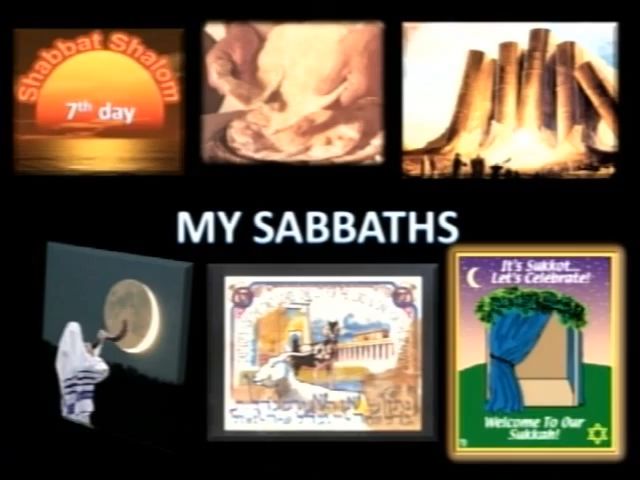 Shabbat Shalom
7th day
MY SABBATHS
It's Sukkot...
Let's Celebrate!
Welcome To Our
Sukkah!